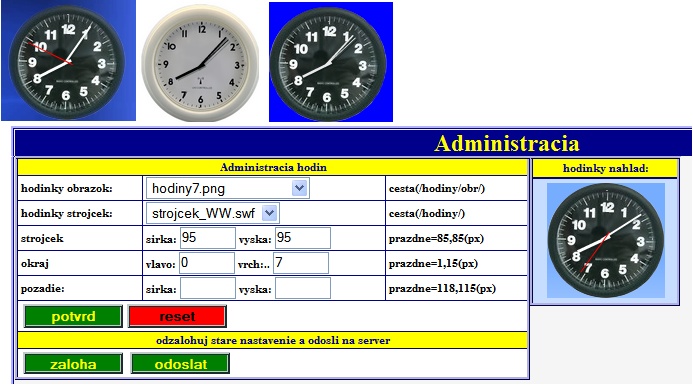 12 1 2 3 4 5 6 7 8 9 10 11
12 1 2 3 4 5 6 7 8 9 10 11
12 1 2 3 4 5 6 7 8 9 10 11
Administracia
Administracia hodin
hodinky nahlad:
hodinky obrazok: hodiny7.png cesta(/hodiny/obr/)
hodinky strojcek: strojcek_WW.swf cesta(/hodiny/)
strojcek sirka: 95 vyska: 95 prazdne=85,85(px)
okraj vlavo: 0 vrch:.. 7 prazdne=1,15(px)
pozadie: sirka: vyska: prazdne=118,115(px)
12 1 2 3 4 5 6 7 8 9 10 11
potvrd reset
odzalohuj stare nastavenie a odosli na server
zaloha odoslat